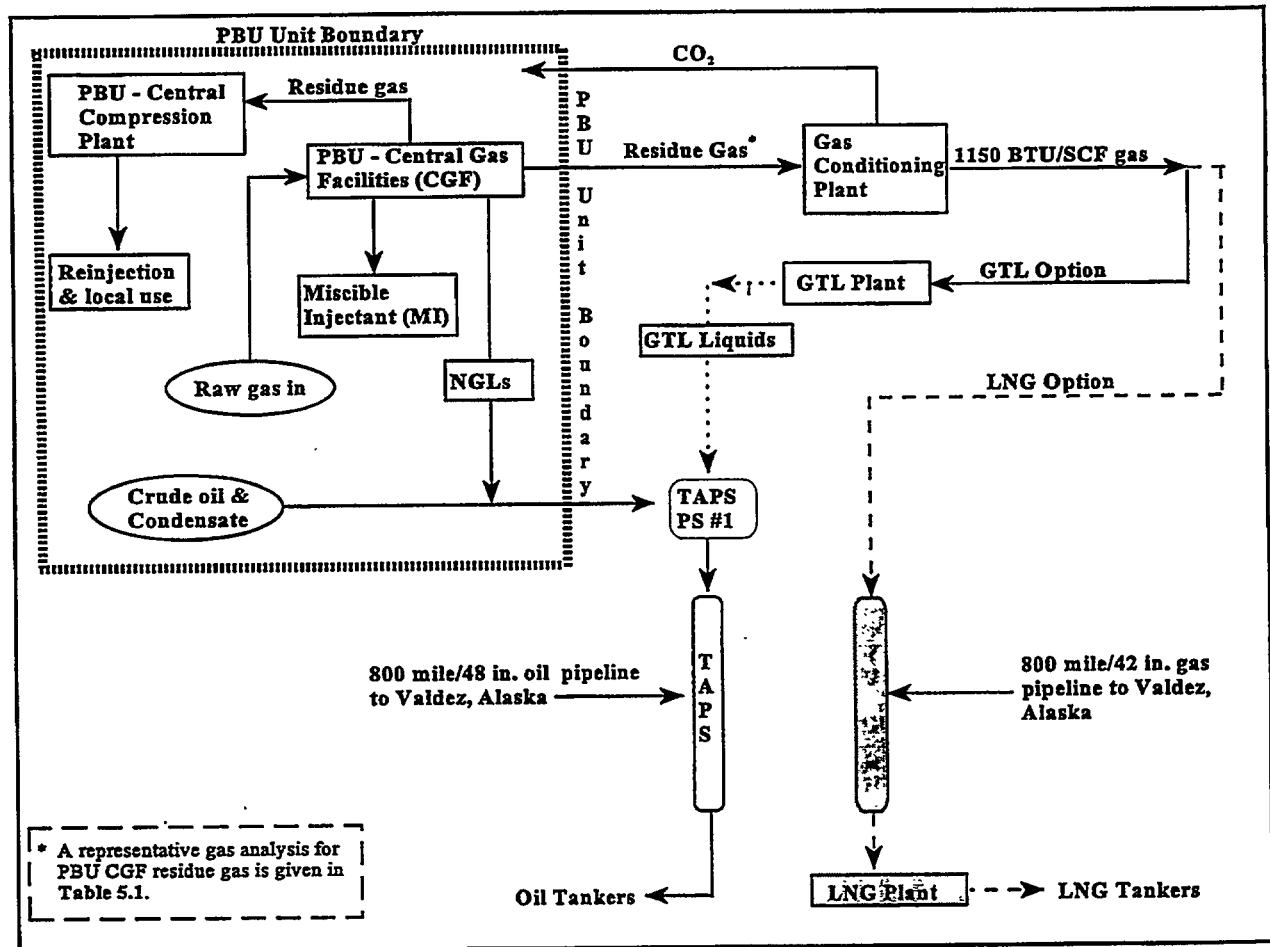 PBU Unit Boundary
CO₂
PBU - Central
Compression
Plant
Residue gas
PBU Unit Boundary
PBU - Central Gas
Facilities (CGF)
Residue Gas*
Gas
Conditioning
Plant
1150 BTU/SCF gas
Reinjection
& local use
Miscible
Injectant (MI)
GTL Plant
GTL Option
GTL Liquids
Raw gas in
NGLs
LNG Option
Crude oil &
Condensate
TAPS
PS #1
800 mile/48 in. oil pipeline
to Valdez, Alaska
TAPS
800 mile/42 in. gas
pipeline to Valdez,
Alaska
* A representative gas analysis for
PBU CGF residue gas is given in
Table 5.1.
Oil Tankers
LNG Plant
LNG Tankers